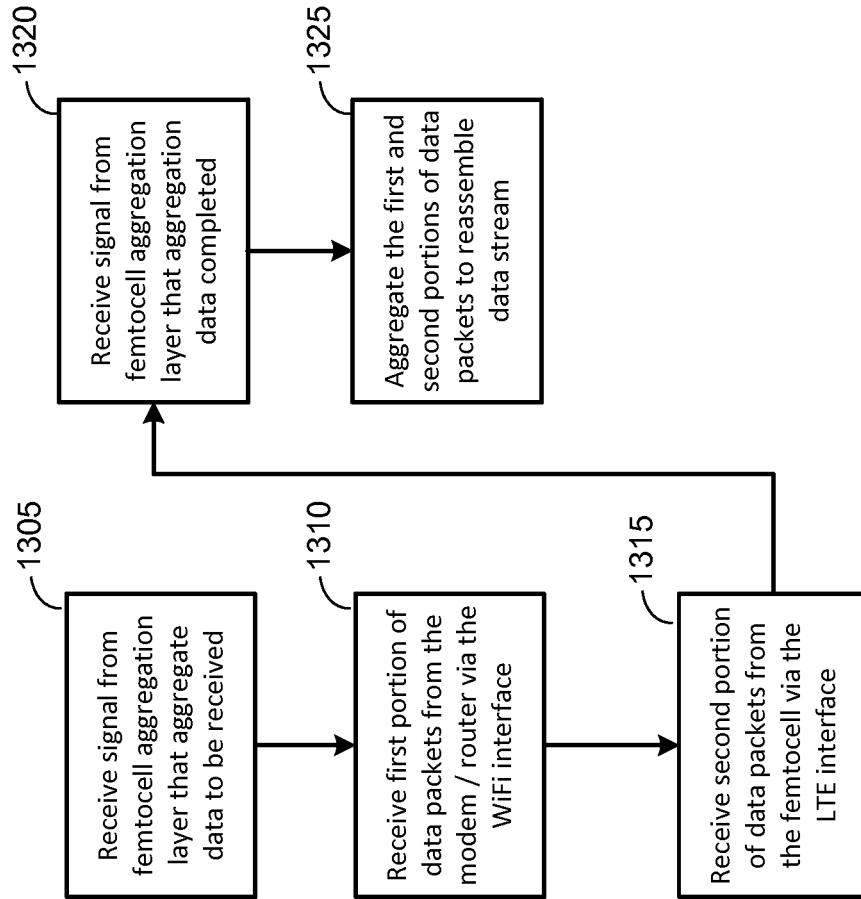 1305
Receive signal from
femtocell aggregation
layer that aggregate
data to be received
1310
Receive first portion of
data packets from the
modem / router via the
WiFi interface
1315
Receive second portion
of data packets from
the femtocell via the
LTE interface
1320
Receive signal from
femtocell aggregation
layer that aggregation
data completed
1325
Aggregate the first and
second portions of data
packets to reassemble
data stream